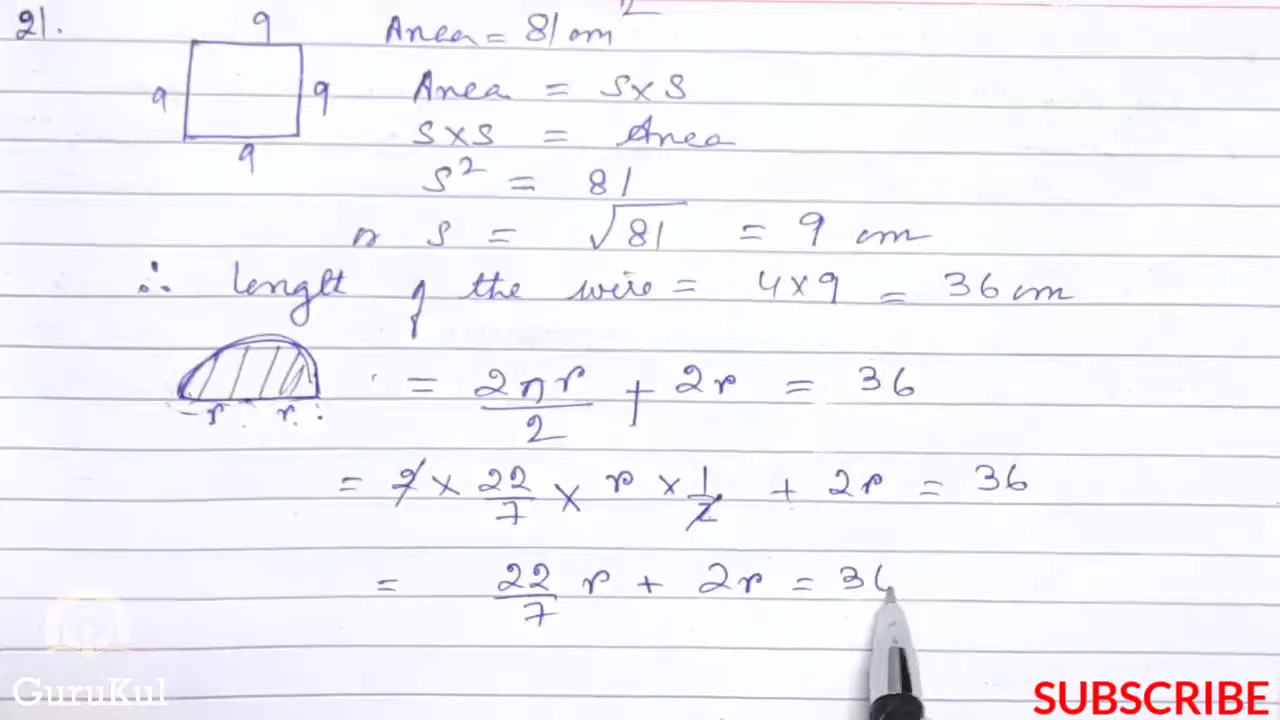 21.
9
Area = 81 cm²
9
9
Area = s×s
9
s×s = Area
s² = 81
s = √81 = 9 cm
∴ length of the wire = 4×9 = 36 cm
= 2πr/2 + 2r = 36
r r
= 2 × 22/7 × r × 1/2 + 2r = 36
= 22/7 r + 2r = 36
GuruKul
SUBSCRIBE